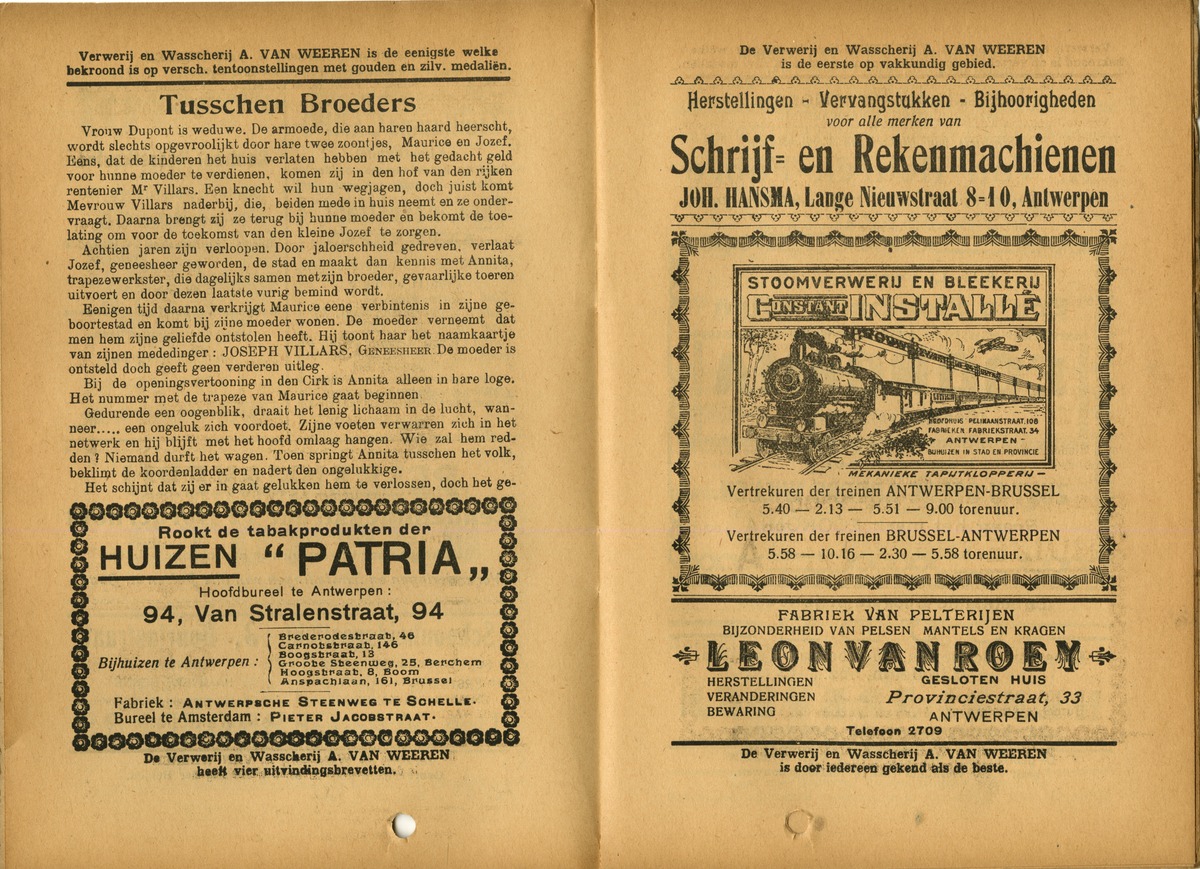 Verwerij en Wasscherij A. VAN WEEREN is de eenigste welke
bekroond is op versch. tentoonstellingen met gouden en zilv. medaliën.
Tusschen Broeders
Vrouw Dupont is weduwe. De armoede, die aan haren haard heerscht,
wordt slechts opgevroolijkt door hare twee zoontjes, Maurice en Jozef.
Eens, dat de kinderen het huis verlaten hebben met het gedacht geld
voor hunne moeder te verdienen, komen zij in den hof van den rijken
rentenier Mr Villars. Een knecht wil hun wegjagen, doch juist komt
Mevrouw Villars naderbij, die, beiden mede in huis neemt en ze onder-
vraagt. Daarna brengt zij ze terug bij hunne moeder en bekomt de toe-
lating om voor de toekomst van den kleine Jozef te zorgen.
Achtien jaren zijn verloopen. Door jaloerschheid gedreven, verlaat
Jozef, geneesheer geworden, de stad en maakt dan kennis met Annita,
trapezewerkster, die dagelijks samen metzijn broeder, gevaarlijke toeren
uitvoert en door dezen laatste vurig bemind wordt.
Eenigen tijd daarna verkrijgt Maurice eene verbintenis in zijne ge-
boortestad en komt bij zijne moeder wonen. De moeder verneemt dat
men hem zijne geliefde ontstolen heeft. Hij toont haar het naamkaartje
van zijnen mededinger : JOSEPH VILLARS, GENEESHEER. De moeder is
ontsteld doch geeft geen verderen uitleg.
Bij de openingsvertooning in den Cirk is Annita alleen in hare loge.
Het nummer met de trapeze van Maurice gaat beginnen
Gedurende een oogenblik, draait het lenig lichaam in de lucht, wan-
neer..... een ongeluk zich voordoet. Zijne voeten verwarren zich in het
netwerk en hij blijft met het hoofd omlaag hangen. Wie zal hem red-
den ? Niemand durft het wagen. Toen springt Annita tusschen het volk,
beklimt de koordenladder en nadert den ongelukkige.
Het schijnt dat zij er in gaat gelukken hem te verlossen, doch het ge-
Rookt de tabakprodukten der
HUIZEN “ PATRIA „
Hoofdbureel te Antwerpen :
94, Van Stralenstraat, 94
Bijhuizen te Antwerpen :
Brederodestraat, 46
Carnotstraat, 146
Boogstraat, 13
Groote Steenweg, 25, Berchem
Hoogstraat, 8, Boom
Anspachlaan, 161, Brussel
Fabriek : ANTWERPSCHE STEENWEG TE SCHELLE.
Bureel te Amsterdam : PIETER JACOBSTRAAT.
De Verwerij en Wasscherij A. VAN WEEREN
heeft vier uitvindingsbrevetten.
De Verwerij en Wasscherij A. VAN WEEREN
is de eerste op vakkundig gebied.
Herstellingen - Vervangstukken - Bijhoorigheden
voor alle merken van
Schrijf= en Rekenmachienen
JOH. HANSMA, Lange Nieuwstraat 8=10, Antwerpen
STOOMVERWERIJ EN BLEEKERIJ
CONSTANT INSTALLÉ
HOOFDHUIS PELIKAANSTRAAT. 108
FABRIEKEN FABRIEKSTRAAT. 34
ANTWERPEN -
BIJHUIZEN IN STAD EN PROVINCIE
MEKANIEKE TAPIJTKLOPPERIJ -
Vertrekuren der treinen ANTWERPEN-BRUSSEL
5.40 — 2.13 — 5.51 — 9.00 torenuur.
Vertrekuren der treinen BRUSSEL-ANTWERPEN
5.58 — 10.16 — 2.30 — 5.58 torenuur.
FABRIEK VAN PELTERIJEN
BIJZONDERHEID VAN PELSEN MANTELS EN KRAGEN
LEON VAN ROEY
HERSTELLINGEN
VERANDERINGEN
BEWARING
GESLOTEN HUIS
Provinciestraat, 33
ANTWERPEN
Telefoon 2709
De Verwerij en Wasscherij A. VAN WEEREN
is door iedereen gekend als de beste.